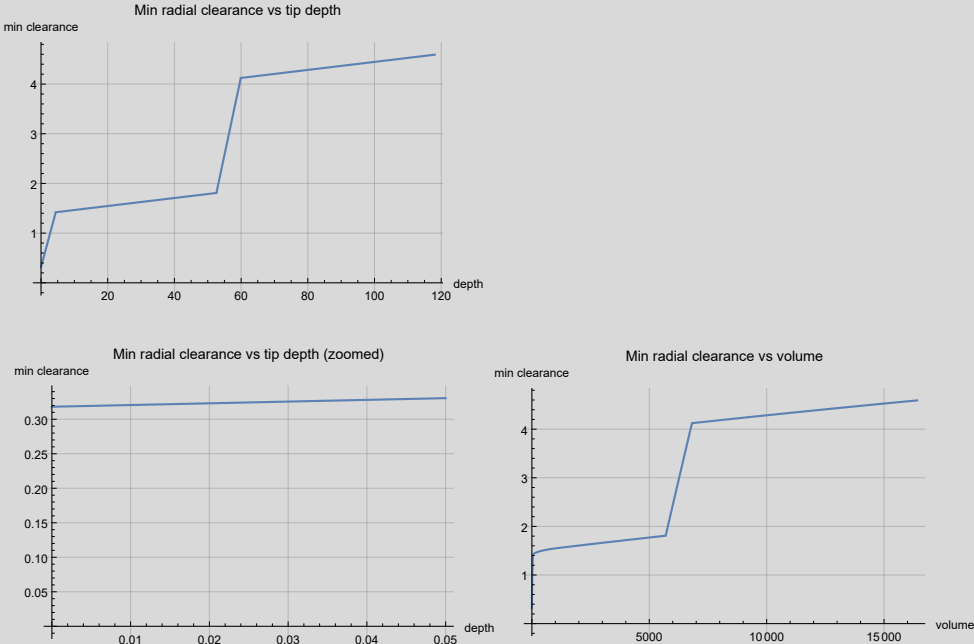 Min radial clearance vs tip depth
min clearance
4
3
2
1
20 40 60 80 100 120
depth
Min radial clearance vs tip depth (zoomed)
min clearance
0.30
0.25
0.20
0.15
0.10
0.05
0.01 0.02 0.03 0.04 0.05
depth
Min radial clearance vs volume
min clearance
4
3
2
1
5000 10000 15000
volume